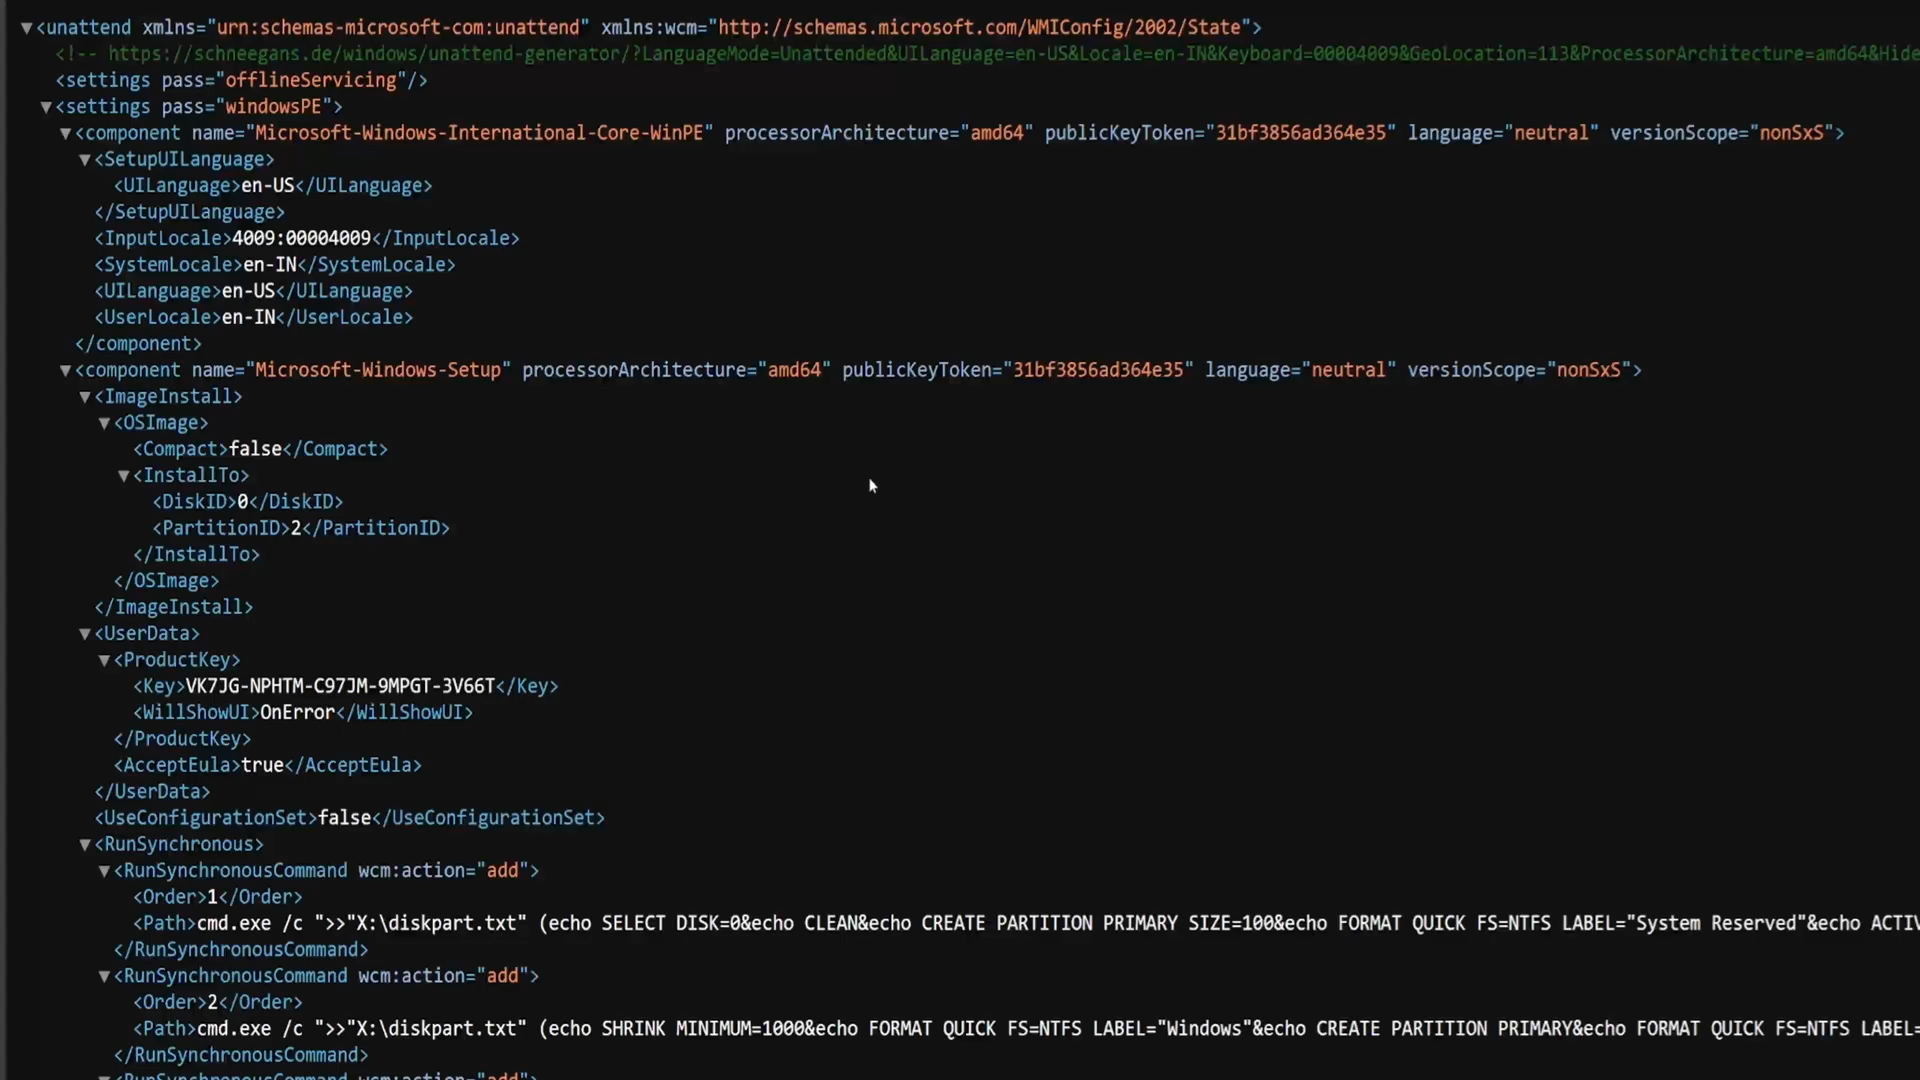 ▼<unattend xmlns="urn:schemas-microsoft-com:unattend" xmlns:wcm="http://schemas.microsoft.com/WMIConfig/2002/State">
<!-- https://schneegans.de/windows/unattend-generator/?LanguageMode=Unattended&UILanguage=en-US&Locale=en-IN&Keyboard=00004009&GeoLocation=113&ProcessorArchitecture=amd64&Hide
<settings pass="offlineServicing"/>
▼<settings pass="windowsPE">
▼<component name="Microsoft-Windows-International-Core-WinPE" processorArchitecture="amd64" publicKeyToken="31bf3856ad364e35" language="neutral" versionScope="nonSxS">
▼<SetupUILanguage>
<UILanguage>en-US</UILanguage>
</SetupUILanguage>
<InputLocale>4009:00004009</InputLocale>
<SystemLocale>en-IN</SystemLocale>
<UILanguage>en-US</UILanguage>
<UserLocale>en-IN</UserLocale>
</component>
▼<component name="Microsoft-Windows-Setup" processorArchitecture="amd64" publicKeyToken="31bf3856ad364e35" language="neutral" versionScope="nonSxS">
▼<ImageInstall>
▼<OSImage>
<Compact>false</Compact>
▼<InstallTo>
<DiskID>0</DiskID>
<PartitionID>2</PartitionID>
</InstallTo>
</OSImage>
</ImageInstall>
▼<UserData>
▼<ProductKey>
<Key>VK7JG-NPHTM-C97JM-9MPGT-3V66T</Key>
<WillShowUI>OnError</WillShowUI>
</ProductKey>
<AcceptEula>true</AcceptEula>
</UserData>
<UseConfigurationSet>false</UseConfigurationSet>
▼<RunSynchronous>
▼<RunSynchronousCommand wcm:action="add">
<Order>1</Order>
<Path>cmd.exe /c ">>"X:\diskpart.txt" (echo SELECT DISK=0&echo CLEAN&echo CREATE PARTITION PRIMARY SIZE=100&echo FORMAT QUICK FS=NTFS LABEL="System Reserved"&echo ACTIV
</RunSynchronousCommand>
▼<RunSynchronousCommand wcm:action="add">
<Order>2</Order>
<Path>cmd.exe /c ">>"X:\diskpart.txt" (echo SHRINK MINIMUM=1000&echo FORMAT QUICK FS=NTFS LABEL="Windows"&echo CREATE PARTITION PRIMARY&echo FORMAT QUICK FS=NTFS LABEL=
</RunSynchronousCommand>
▼<RunSynchronousCommand wcm:action="add">